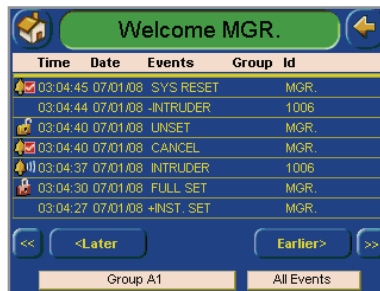 Welcome MGR.
Time Date Events Group Id
03:04:45 07/01/08 SYS RESET MGR.
03:04:44 07/01/08 -INTRUDER 1006
03:04:40 07/01/08 UNSET MGR.
03:04:40 07/01/08 CANCEL MGR.
03:04:37 07/01/08 INTRUDER 1006
03:04:30 07/01/08 FULL SET MGR.
03:04:27 07/01/08 +INST. SET MGR.
<< <Later Earlier> >>
Group A1 All Events